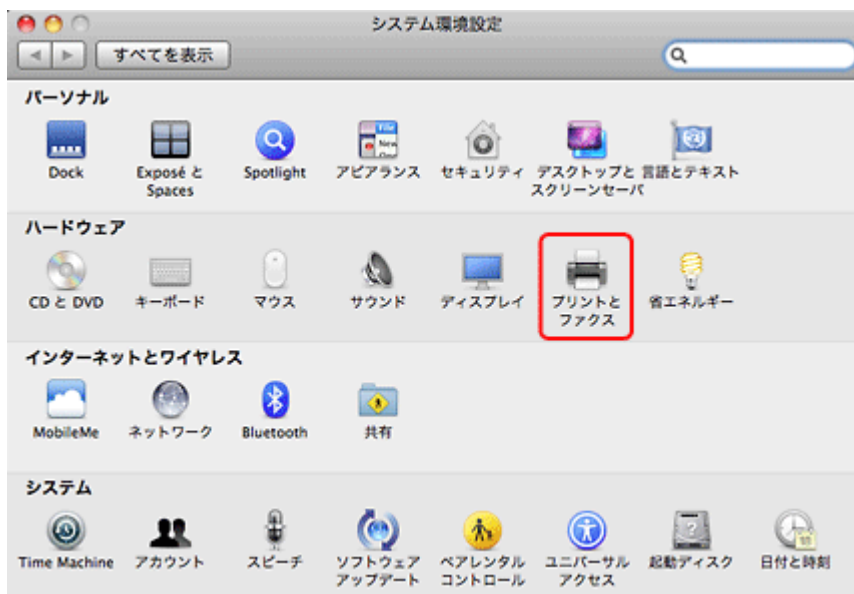 システム環境設定
すべてを表示
パーソナル
Dock
Exposé と
Spaces
Spotlight
アピアランス
セキュリティ
デスクトップと
スクリーンセーバ
言語とテキスト
ハードウェア
CD と DVD
キーボード
マウス
サウンド
ディスプレイ
プリントと
ファクス
省エネルギー
インターネットとワイヤレス
MobileMe
ネットワーク
Bluetooth
共有
システム
Time Machine
アカウント
スピーチ
ソフトウェア
アップデート
ペアレンタル
コントロール
ユニバーサル
アクセス
起動ディスク
日付と時刻